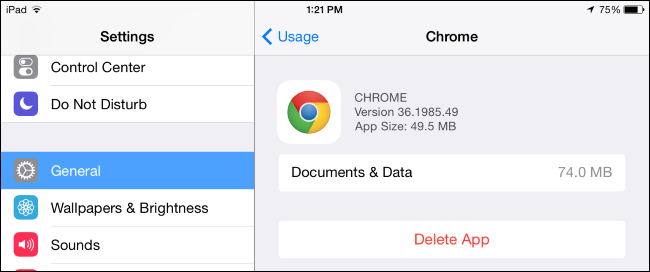 iPad 1:21 PM 75%
Settings
Usage Chrome
Control Center
Do Not Disturb
General
Wallpapers & Brightness
Sounds
CHROME
Version 36.1985.49
App Size: 49.5 MB
Documents & Data 74.0 MB
Delete App